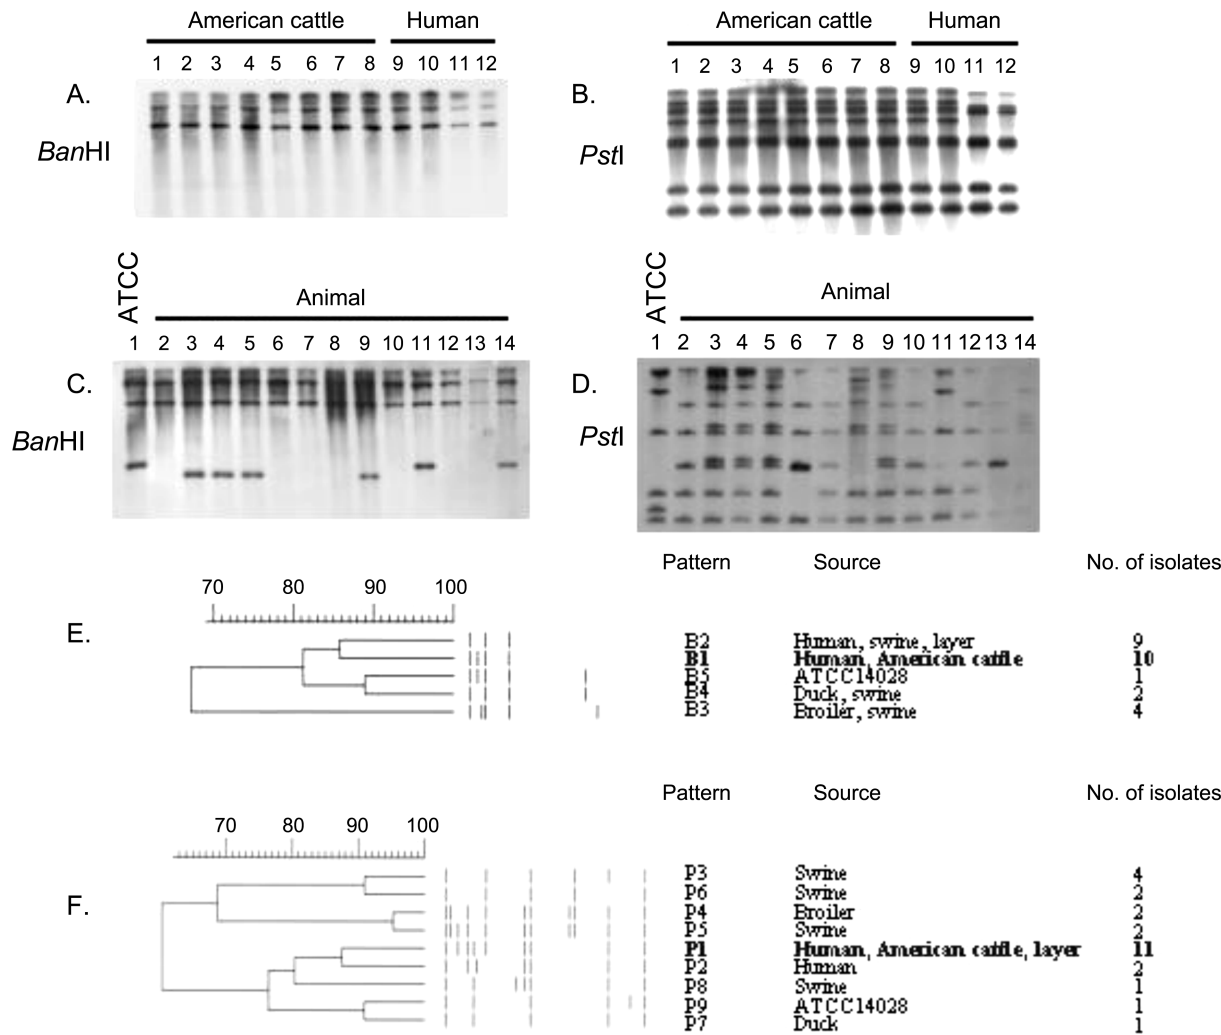 American cattle Human
1 2 3 4 5 6 7 8 9 10 11 12
A.
BanHI
American cattle Human
1 2 3 4 5 6 7 8 9 10 11 12
B.
PstI
ATCC
Animal
1 2 3 4 5 6 7 8 9 10 11 12 13 14
C.
BanHI
ATCC
Animal
1 2 3 4 5 6 7 8 9 10 11 12 13 14
D.
PstI
Pattern Source No. of isolates
70 80 90 100
E.
B2 Human, swine, layer 9
B1 Human, American cattle 10
B5 ATCC14028 1
B4 Duck, swine 2
B3 Broiler, swine 4
Pattern Source No. of isolates
70 80 90 100
F.
P3 Swine 4
P6 Swine 2
P4 Broiler 2
P5 Swine 2
P1 Human, American cattle, layer 11
P2 Human 2
P8 Swine 1
P9 ATCC14028 1
P7 Duck 1